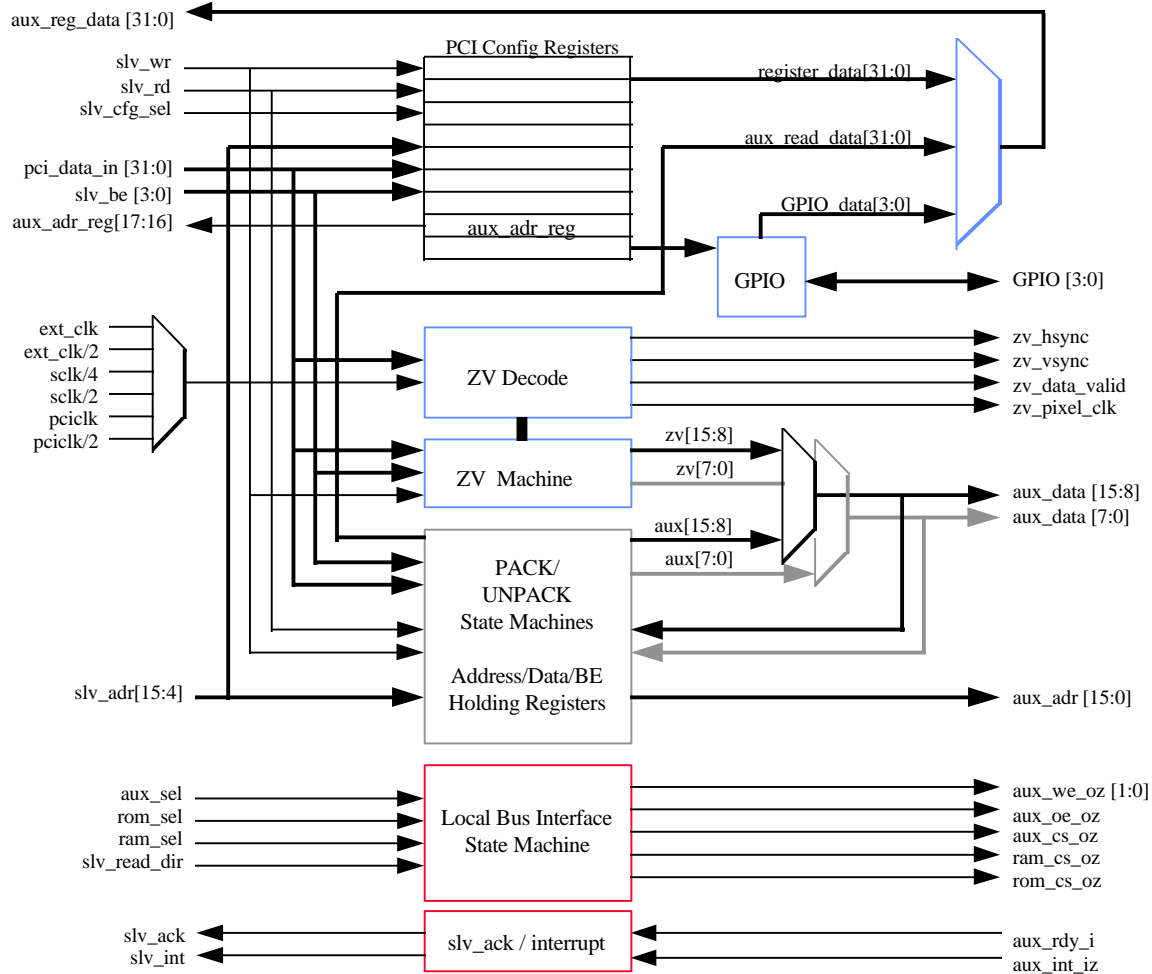 aux_reg_data [31:0]
PCI Config Registers
slv_wr
slv_rd
slv_cfg_sel
register_data[31:0]
aux_read_data[31:0]
pci_data_in [31:0]
slv_be [3:0]
aux_adr_reg[17:16]
aux_adr_reg
GPIO_data[3:0]
GPIO
GPIO [3:0]
ext_clk
ext_clk/2
sclk/4
sclk/2
pciclk
pciclk/2
ZV Decode
zv_hsync
zv_vsync
zv_data_valid
zv_pixel_clk
ZV Machine
zv[15:8]
zv[7:0]
aux[15:8]
aux[7:0]
aux_data [15:8]
aux_data [7:0]
PACK/
UNPACK
State Machines
Address/Data/BE
Holding Registers
slv_adr[15:4]
aux_adr [15:0]
aux_sel
rom_sel
ram_sel
slv_read_dir
Local Bus Interface
State Machine
aux_we_oz [1:0]
aux_oe_oz
aux_cs_oz
ram_cs_oz
rom_cs_oz
slv_ack
slv_int
slv_ack / interrupt
aux_rdy_i
aux_int_iz